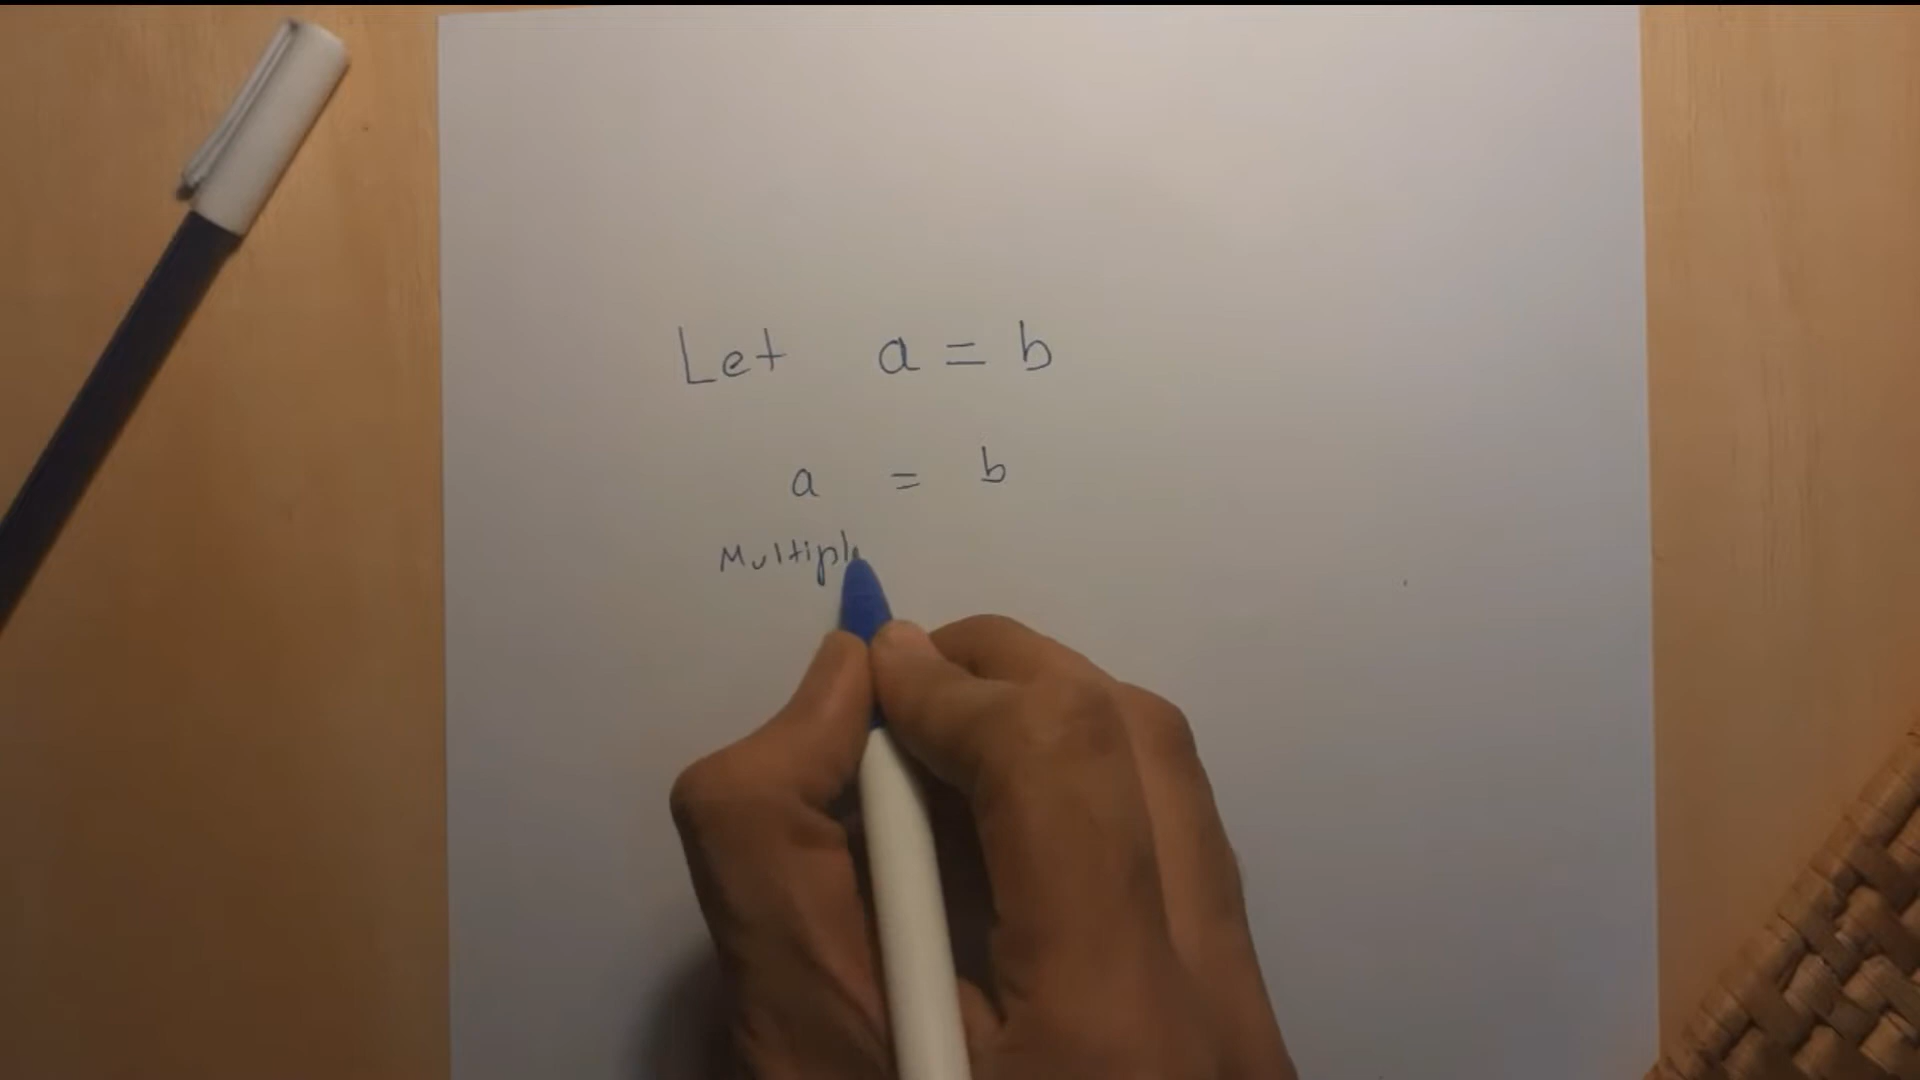 Let a = b
a = b
Multipl